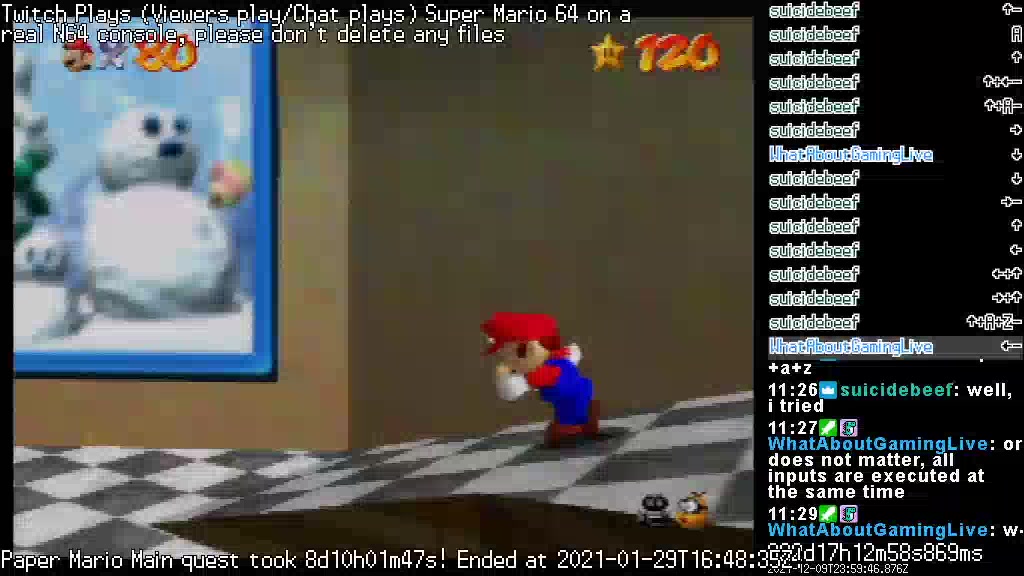 Twitch Plays (Viewers play/Chat plays) Super Mario 64 on a
real N64 console, please don't delete any files
80
120
suicidebeef
suicidebeef A
suicidebeef
suicidebeef
suicidebeef
suicidebeef
WhatAboutGamingLive
suicidebeef
suicidebeef
suicidebeef
suicidebeef
suicidebeef
suicidebeef
suicidebeef
WhatAboutGamingLive
+a+z
11:26 suicidebeef: well,
i tried
11:27
WhatAboutGamingLive: or
does not matter, all
inputs are executed at
the same time
11:29
WhatAboutGamingLive: w
Paper Mario Main quest took 8d10h01m47s! Ended at 2021-01-29T16:48:
17h12m58s869ms